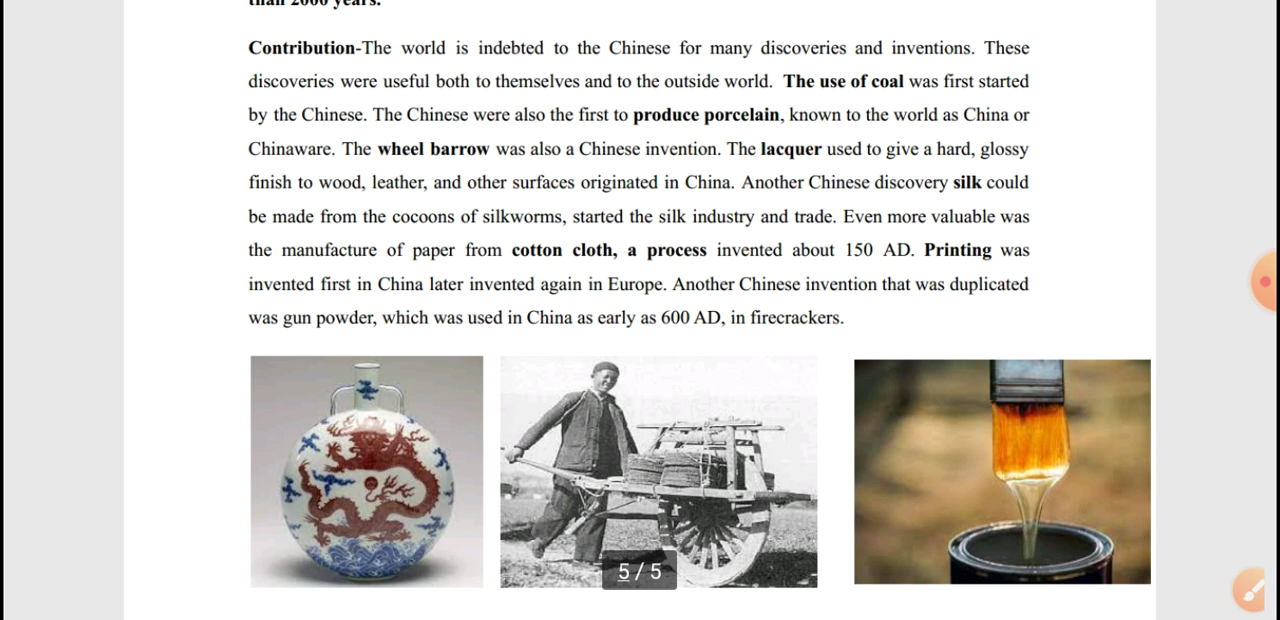 than 2000 years.
Contribution-The world is indebted to the Chinese for many discoveries and inventions. These
discoveries were useful both to themselves and to the outside world. The use of coal was first started
by the Chinese. The Chinese were also the first to produce porcelain, known to the world as China or
Chinaware. The wheel barrow was also a Chinese invention. The lacquer used to give a hard, glossy
finish to wood, leather, and other surfaces originated in China. Another Chinese discovery silk could
be made from the cocoons of silkworms, started the silk industry and trade. Even more valuable was
the manufacture of paper from cotton cloth, a process invented about 150 AD. Printing was
invented first in China later invented again in Europe. Another Chinese invention that was duplicated
was gun powder, which was used in China as early as 600 AD, in firecrackers.
5 / 5